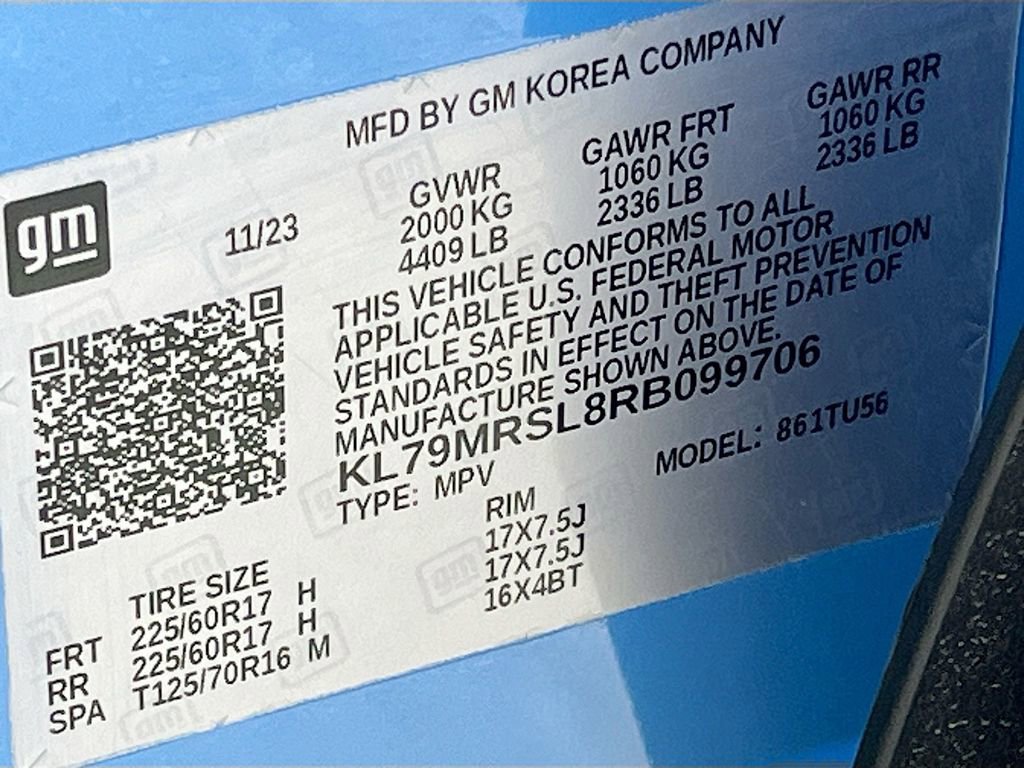 MFD BY GM KOREA COMPANY
gm
11/23
GVWR GAWR FRT GAWR RR
2000 KG 1060 KG 1060 KG
4409 LB 2336 LB 2336 LB
THIS VEHICLE CONFORMS TO ALL
APPLICABLE U.S. FEDERAL MOTOR
VEHICLE SAFETY AND THEFT PREVENTION
STANDARDS IN EFFECT ON THE DATE OF
MANUFACTURE SHOWN ABOVE.
KL79MRSL8RB099706
TYPE: MPV MODEL: 861TU56
TIRE SIZE RIM
FRT 225/60R17 H 17X7.5J
RR 225/60R17 H 17X7.5J
SPA T125/70R16 M 16X4BT